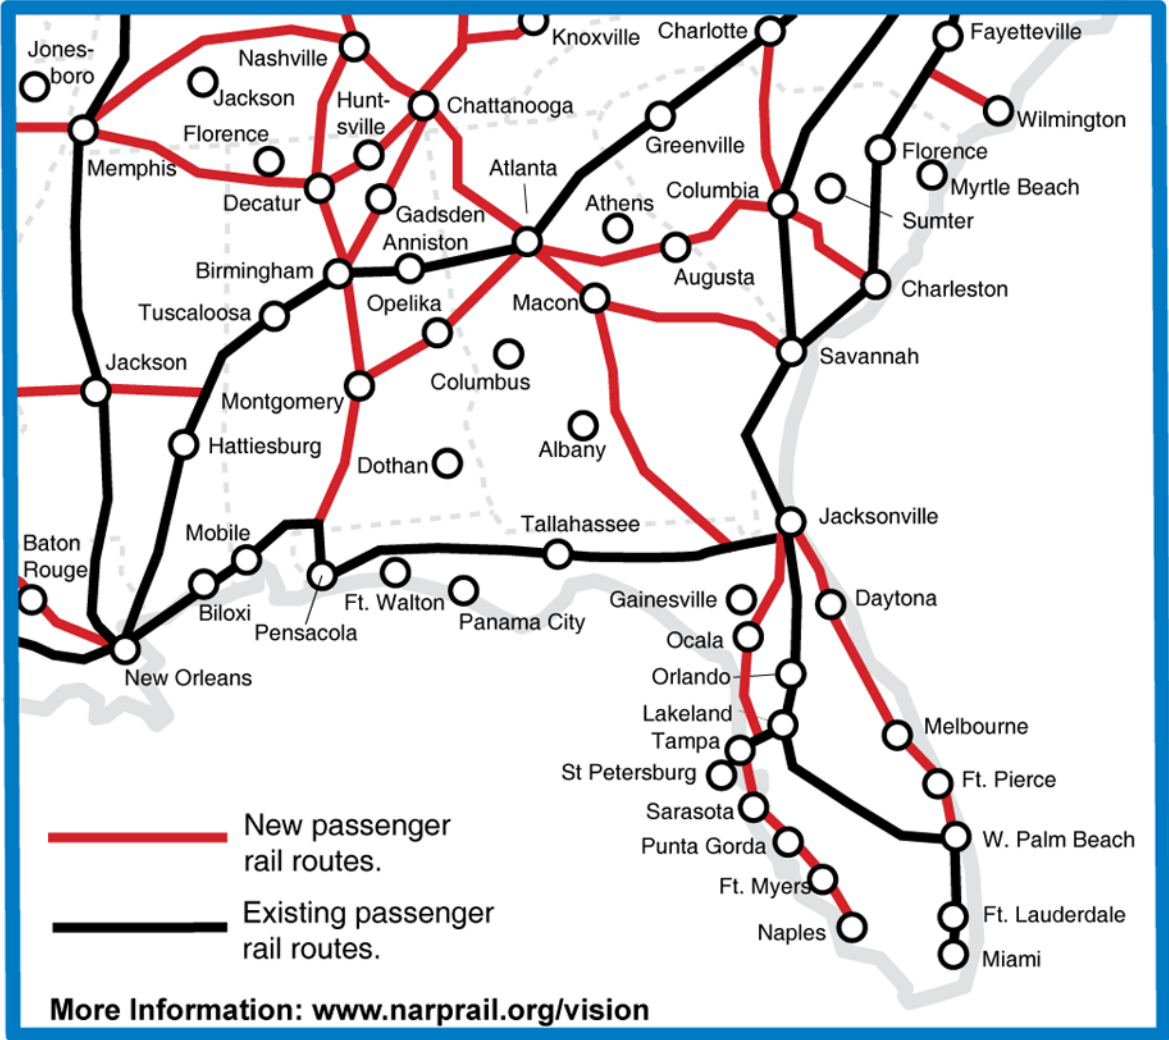 Charlotte
Fayetteville
Knoxville
Jones-
boro
Nashville
Jackson
Hunt-
sville
Chattanooga
Wilmington
Florence
Greenville
Florence
Memphis
Atlanta
Myrtle Beach
Decatur
Columbia
Athens
Gadsden
Sumter
Anniston
Birmingham
Augusta
Charleston
Opelika
Macon
Tuscaloosa
Jackson
Savannah
Columbus
Montgomery
Hattiesburg
Albany
Dothan
Jacksonville
Tallahassee
Mobile
Baton
Rouge
Gainesville
Daytona
Ft. Walton
Biloxi
Panama City
Pensacola
Ocala
New Orleans
Orlando
Lakeland
Melbourne
Tampa
St Petersburg
Ft. Pierce
Sarasota
W. Palm Beach
Punta Gorda
Ft. Myers
Ft. Lauderdale
Naples
Miami
New passenger
rail routes.
Existing passenger
rail routes.
More Information: www.narprail.org/vision